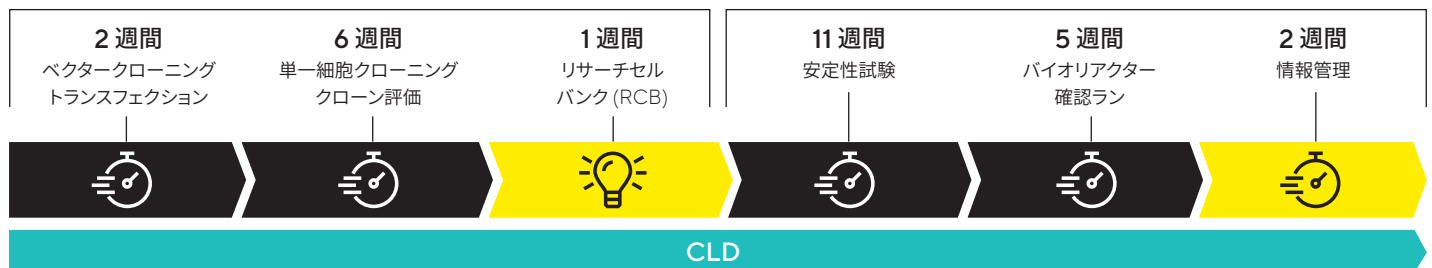 2 週間
ベクタークローニング
トランスフェクション
6 週間
単一細胞クローニング
クローン評価
1 週間
リサーチセル
バンク (RCB)
11 週間
安定性試験
5 週間
バイオリアクター
確認ラン
2 週間
情報管理
CLD